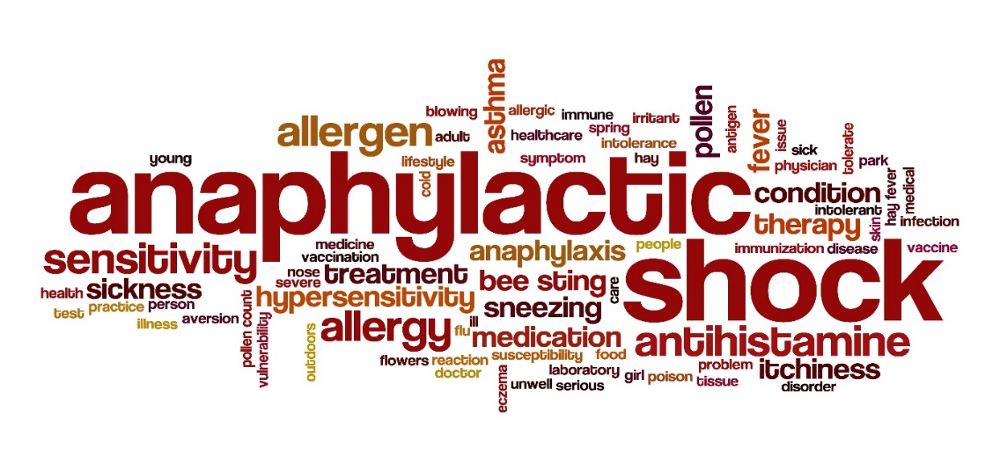 asthma
blowing
allergic
immune
irritant
pollen
antigen
fever
issue
tolerate
allergen
adult
healthcare
spring
intolerance
sick
physician
park
young
lifestyle
cold
symptom
hay
anaphylactic
condition
intolerant
hay fever
medical
therapy
skin
infection
sensitivity
medicine
vaccination
anaphylaxis
people
immunization
disease
vaccine
shock
nose
severe
treatment
bee sting
care
health
sickness
hypersensitivity
sneezing
test
practice
person
illness
aversion
pollen count
vulnerability
outdoors
allergy
flu
ill
medication
antihistamine
flowers
reaction
susceptibility
food
doctor
laboratory
girl
poison
problem
tissue
itchiness
eczema
unwell
serious
disorder